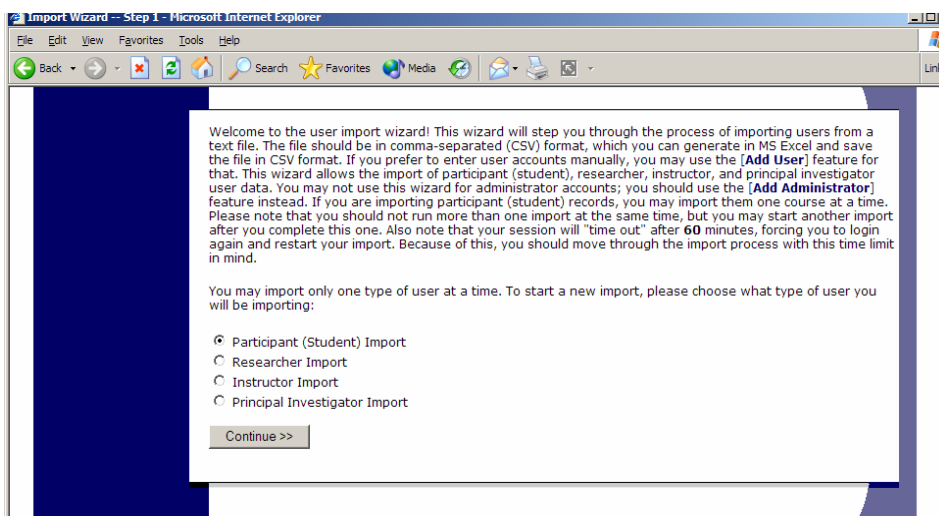 Import Wizard -- Step 1 - Microsoft Internet Explorer
File Edit View Favorites Tools Help
Back Search Favorites Media
Welcome to the user import wizard! This wizard will step you through the process of importing users from a
text file. The file should be in comma-separated (CSV) format, which you can generate in MS Excel and save
the file in CSV format. If you prefer to enter user accounts manually, you may use the [Add User] feature for
that. This wizard allows the import of participant (student), researcher, instructor, and principal investigator
user data. You may not use this wizard for administrator accounts; you should use the [Add Administrator]
feature instead. If you are importing participant (student) records, you may import them one course at a time.
Please note that you should not run more than one import at the same time, but you may start another import
after you complete this one. Also note that your session will "time out" after 60 minutes, forcing you to login
again and restart your import. Because of this, you should move through the import process with this time limit
in mind.
You may import only one type of user at a time. To start a new import, please choose what type of user you
will be importing:
Participant (Student) Import
Researcher Import
Instructor Import
Principal Investigator Import
Continue >>